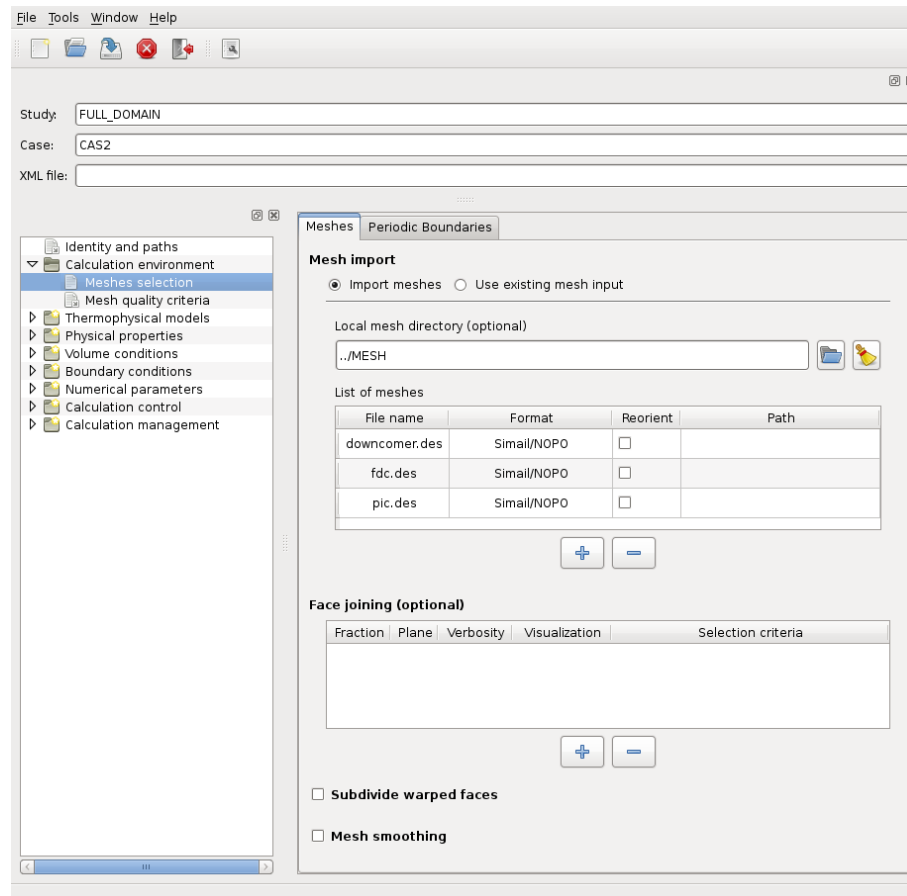 File Tools Window Help
Study: FULL_DOMAIN
Case: CAS2
XML file:
Identity and paths
Calculation environment
Meshes selection
Mesh quality criteria
Thermophysical models
Physical properties
Volume conditions
Boundary conditions
Numerical parameters
Calculation control
Calculation management
Meshes Periodic Boundaries
Mesh import
Import meshes Use existing mesh input
Local mesh directory (optional)
../MESH
List of meshes
File name Format Reorient Path
downcomer.des Simail/NOPO
fdc.des Simail/NOPO
pic.des Simail/NOPO
Face joining (optional)
Fraction Plane Verbosity Visualization Selection criteria
Subdivide warped faces
Mesh smoothing